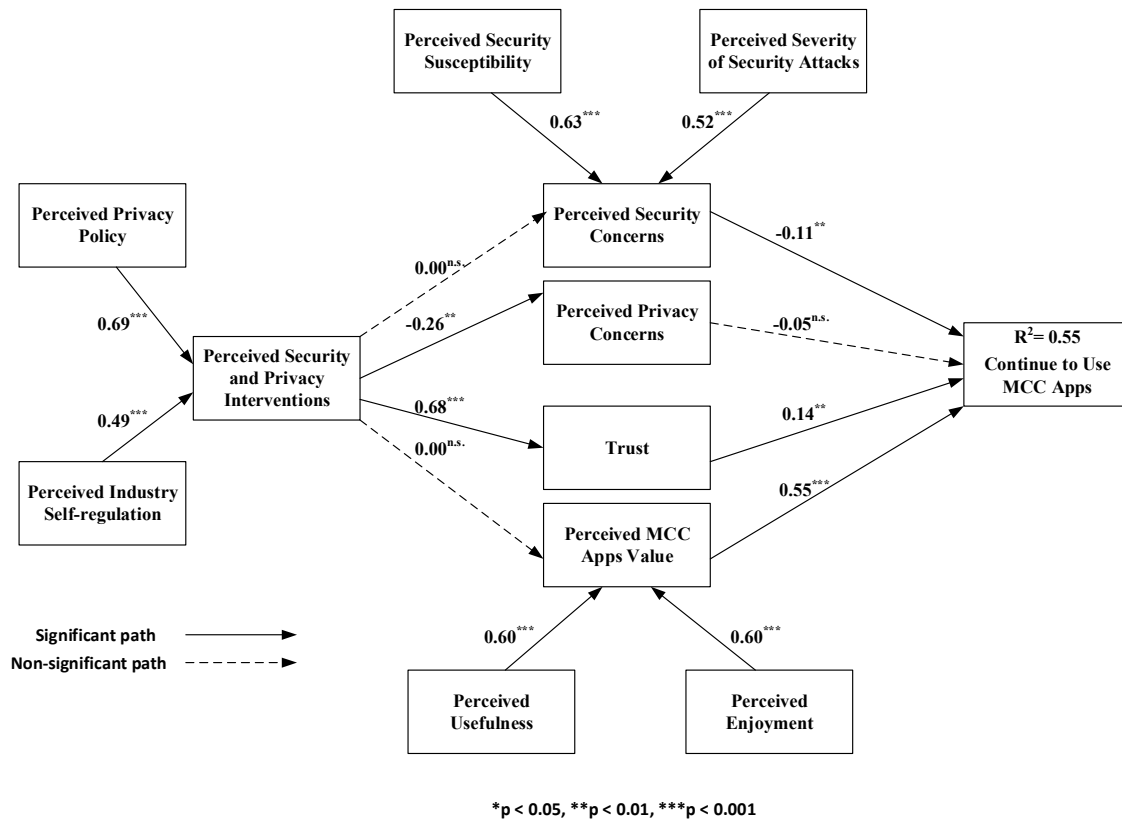 Perceived Security
Susceptibility
Perceived Severity
of Security Attacks
0.63***
0.52***
Perceived Privacy
Policy
Perceived Security
Concerns
-0.11**
0.00n.s.
Perceived Privacy
Concerns
0.69***
-0.26**
-0.05n.s.
R2= 0.55
Continue to Use
MCC Apps
Perceived Security
and Privacy
Interventions
0.68***
0.49***
0.00n.s.
Trust
0.14**
0.55***
Perceived Industry
Self-regulation
Perceived MCC
Apps Value
Significant path
Non-significant path
0.60***
0.60***
Perceived
Usefulness
Perceived
Enjoyment
*p < 0.05, **p < 0.01, ***p < 0.001